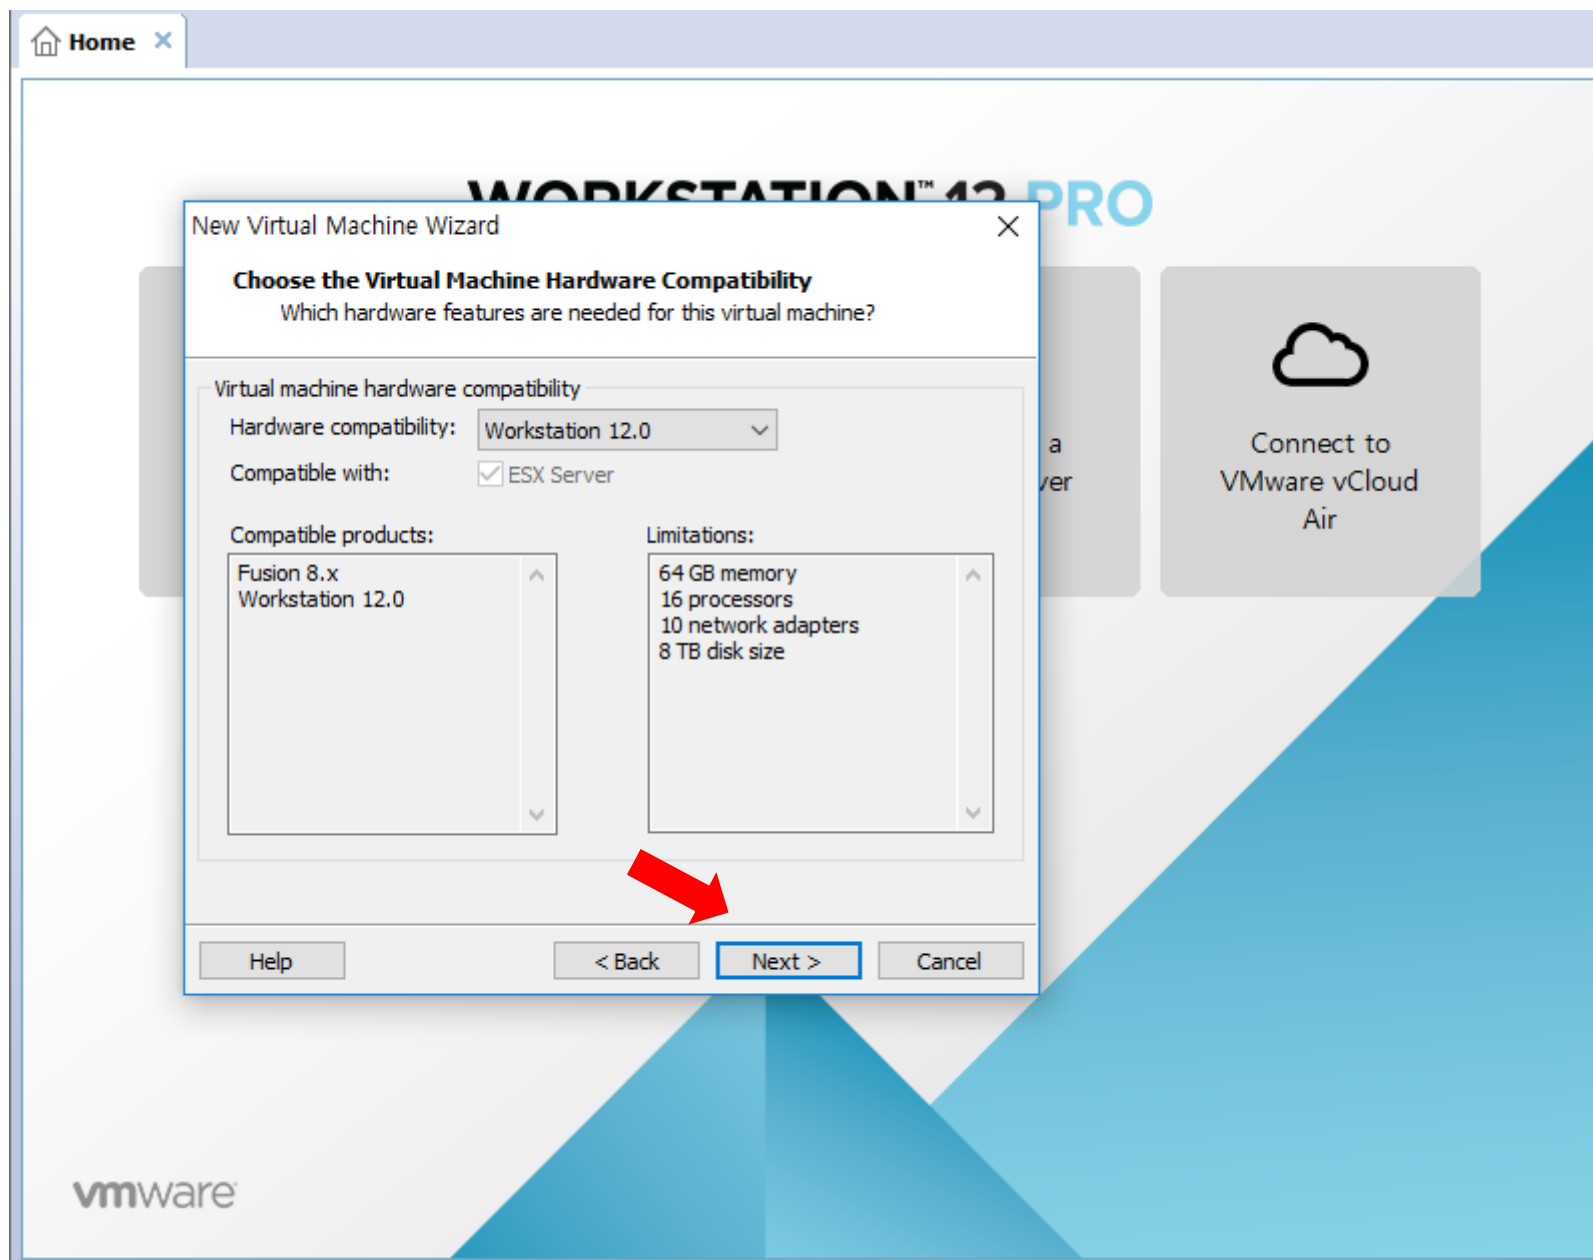 Home
WORKSTATION™ 12 PRO
New Virtual Machine Wizard
Choose the Virtual Machine Hardware Compatibility
Which hardware features are needed for this virtual machine?
Virtual machine hardware compatibility
Hardware compatibility: Workstation 12.0
Compatible with: ESX Server
Compatible products:
Fusion 8.x
Workstation 12.0
Limitations:
64 GB memory
16 processors
10 network adapters
8 TB disk size
Help
< Back
Next >
Cancel
a
ver
Connect to
VMware vCloud
Air
vmware